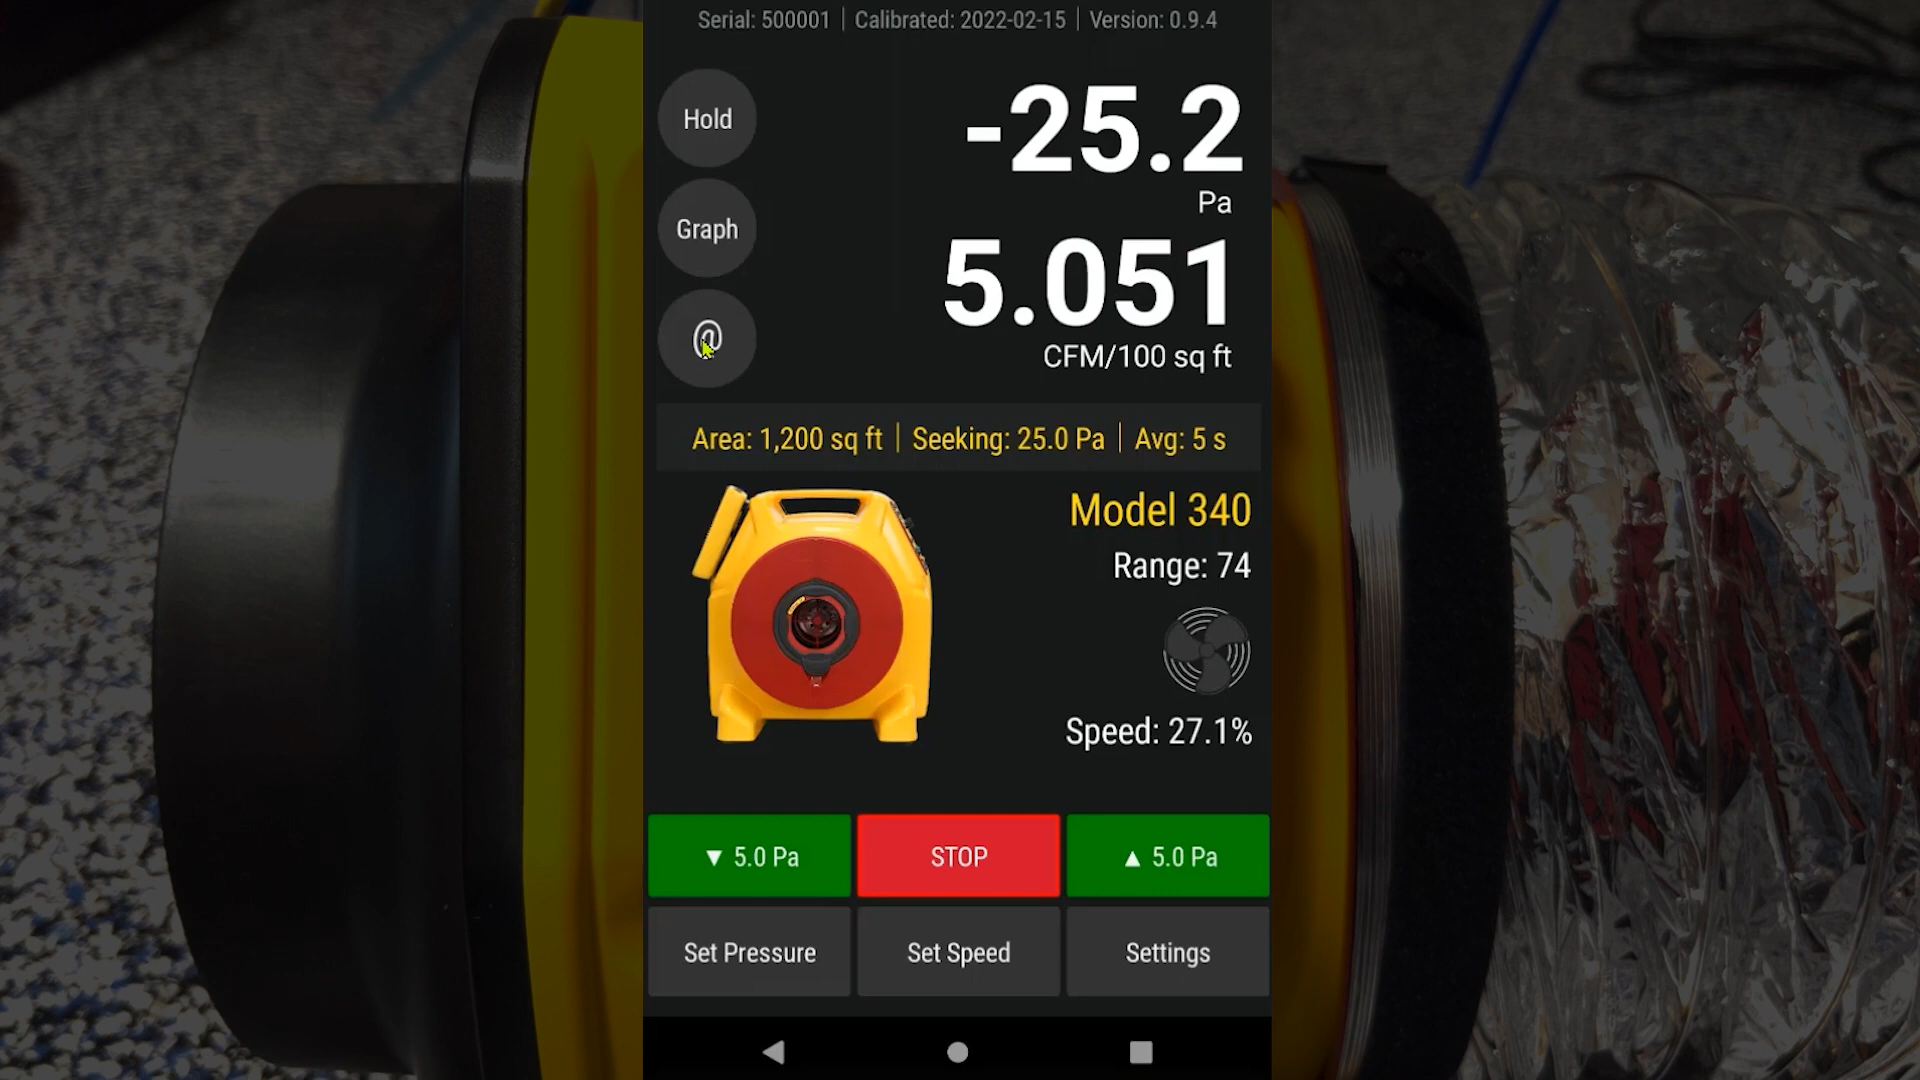 Serial: 500001 | Calibrated: 2022-02-15 | Version: 0.9.4
Hold
-25.2
Pa
Graph
5.051
CFM/100 sq ft
@
Area: 1,200 sq ft | Seeking: 25.0 Pa | Avg: 5 s
Model 340
Range: 74
Speed: 27.1%
▼ 5.0 Pa
STOP
▲ 5.0 Pa
Set Pressure
Set Speed
Settings